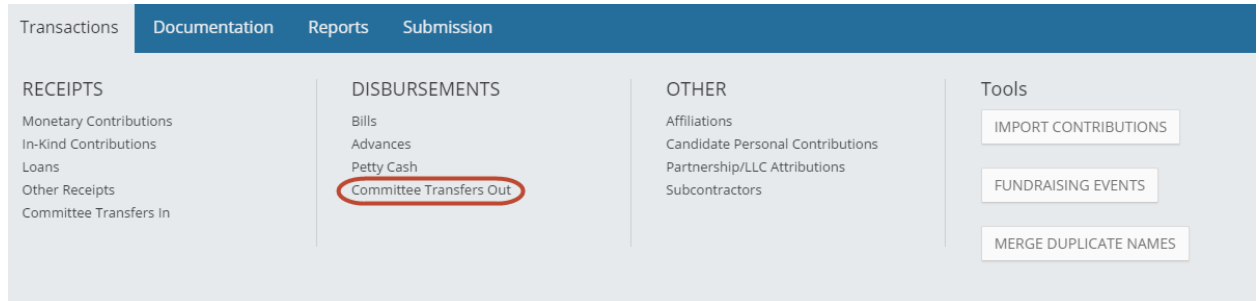 Transactions Documentation Reports Submission
RECEIPTS
Monetary Contributions
In-Kind Contributions
Loans
Other Receipts
Committee Transfers In
DISBURSEMENTS
Bills
Advances
Petty Cash
Committee Transfers Out
OTHER
Affiliations
Candidate Personal Contributions
Partnership/LLC Attributions
Subcontractors
Tools
IMPORT CONTRIBUTIONS
FUNDRAISING EVENTS
MERGE DUPLICATE NAMES